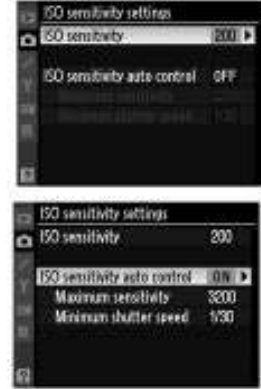 ISO sensitivity settings
ISO sensitivity 200
ISO sensitivity auto control OFF
ISO sensitivity settings
ISO sensitivity 200
ISO sensitivity auto control ON
Maximum sensitivity 3200
Minimum shutter speed 1/30